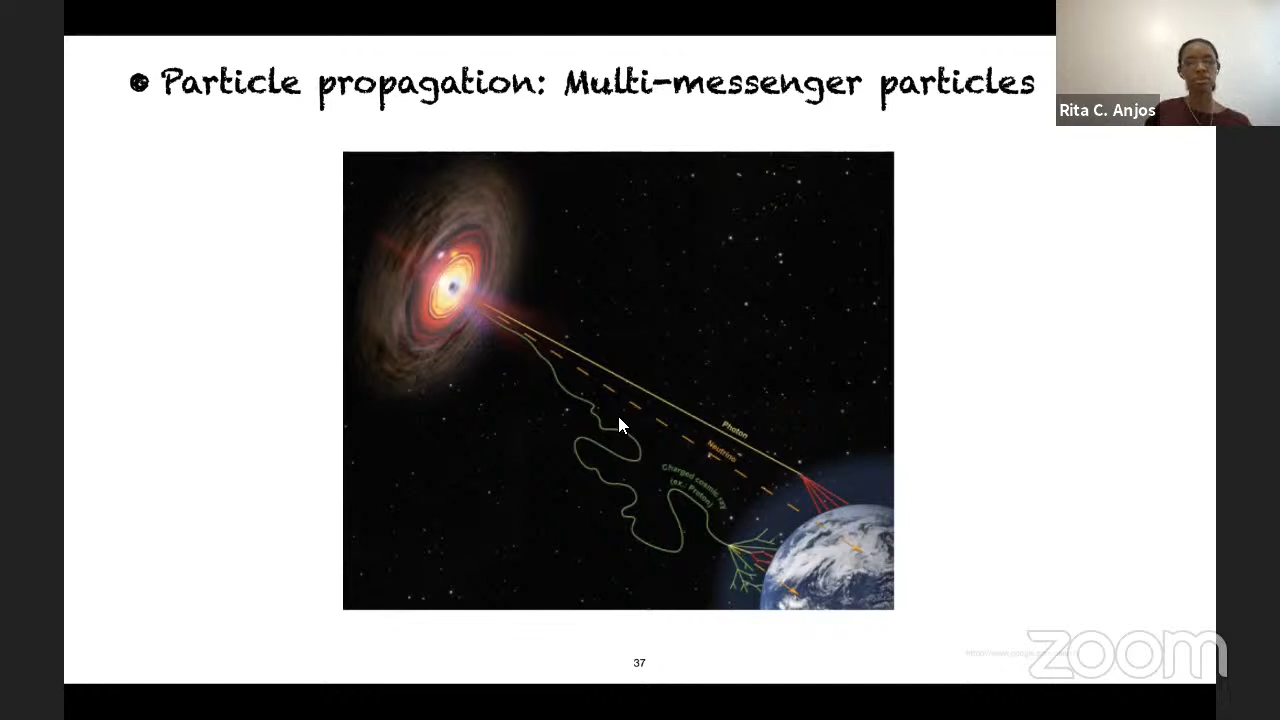 • Particle propagation: Multi-messenger particles
Rita C. Anjos
Photon
Neutrino
Charged cosmic ray
(ex.: Proton)
37
zoom